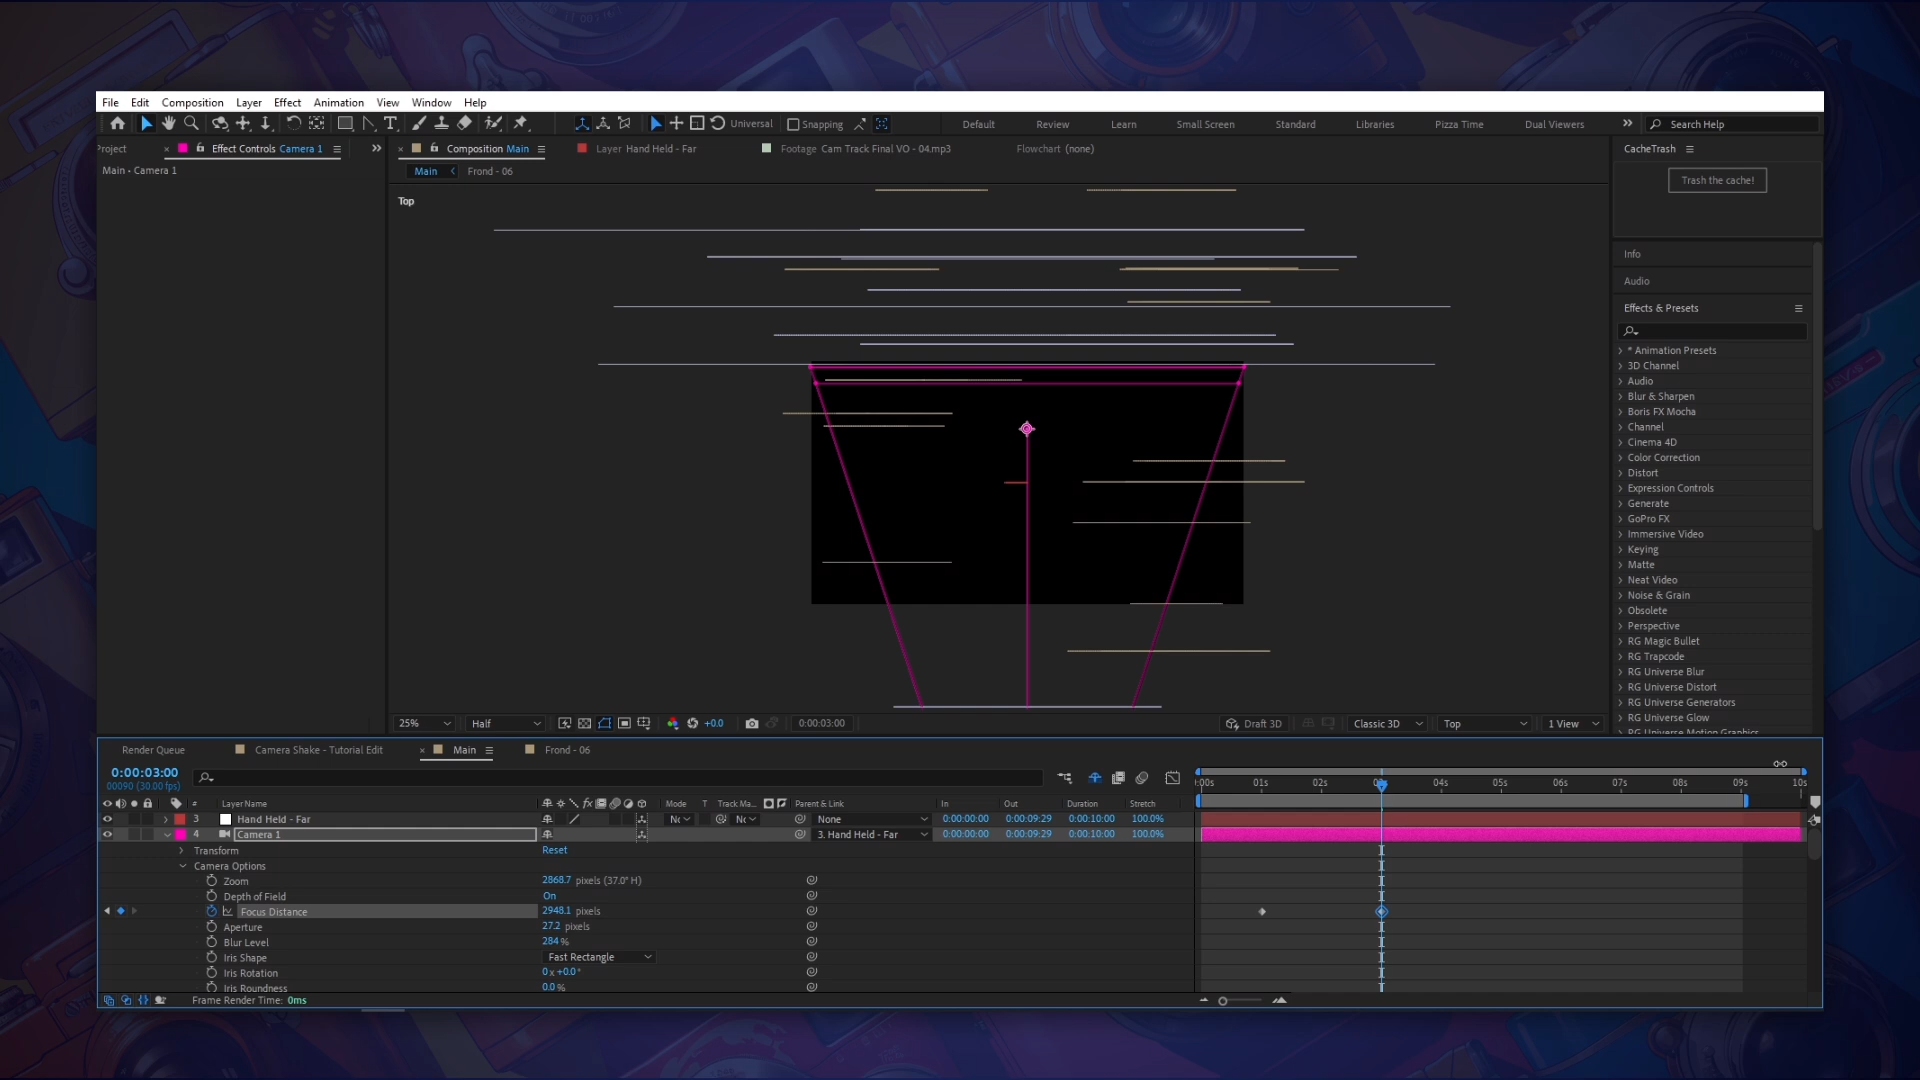 File Edit Composition Layer Effect Animation View Window Help
Universal Snapping Default Review Learn Small Screen Standard Libraries Pizza Time Dual Viewers Search Help
Project Effect Controls Camera 1 Composition Main Layer Hand Held - Far Footage Cam Track Final VO - 04.mp3 Flowchart (none) CacheTrash
Main • Camera 1 Main Frond - 06
Trash the cache!
Top
Info
Audio
Effects & Presets
* Animation Presets
3D Channel
Audio
Blur & Sharpen
Boris FX Mocha
Channel
Cinema 4D
Color Correction
Distort
Expression Controls
Generate
GoPro FX
Immersive Video
Keying
Matte
Neat Video
Noise & Grain
Obsolete
Perspective
RG Magic Bullet
RG Trapcode
RG Universe Blur
RG Universe Distort
RG Universe Generators
RG Universe Glow
RG Universe Motion Graphics
25% Half +0.0 0:00:03:00 Draft 3D Classic 3D Top 1 View
Render Queue Camera Shake - Tutorial Edit Main Frond - 06
0:00:03:00
00090 (30.00 fps)
:00s 01s 02s 03s 04s 05s 06s 07s 08s 09s 10s
# Layer Name fx Mode T Track Ma... Parent & Link In Out Duration Stretch
3 Hand Held - Far None 0:00:00:00 0:00:09:29 0:00:10:00 100.0%
4 Camera 1 3. Hand Held - Far 0:00:00:00 0:00:09:29 0:00:10:00 100.0%
Transform Reset
Camera Options
Zoom 2868.7 pixels (37.0° H)
Depth of Field On
Focus Distance 2948.1 pixels
Aperture 27.2 pixels
Blur Level 284 %
Iris Shape Fast Rectangle
Iris Rotation 0 x +0.0°
Iris Roundness 0.0 %
Frame Render Time: 0ms